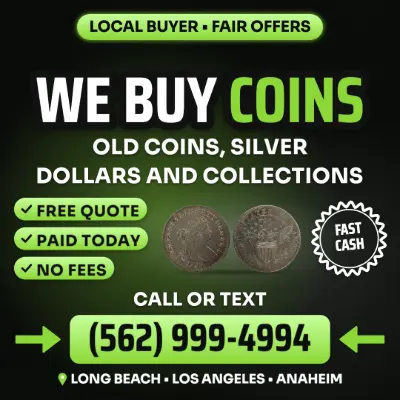 LOCAL BUYER • FAIR OFFERS
WE BUY COINS
OLD COINS, SILVER
DOLLARS AND COLLECTIONS
FREE QUOTE
PAID TODAY
NO FEES
FAST
CASH
CALL OR TEXT
(562) 999-4994
LONG BEACH • LOS ANGELES • ANAHEIM